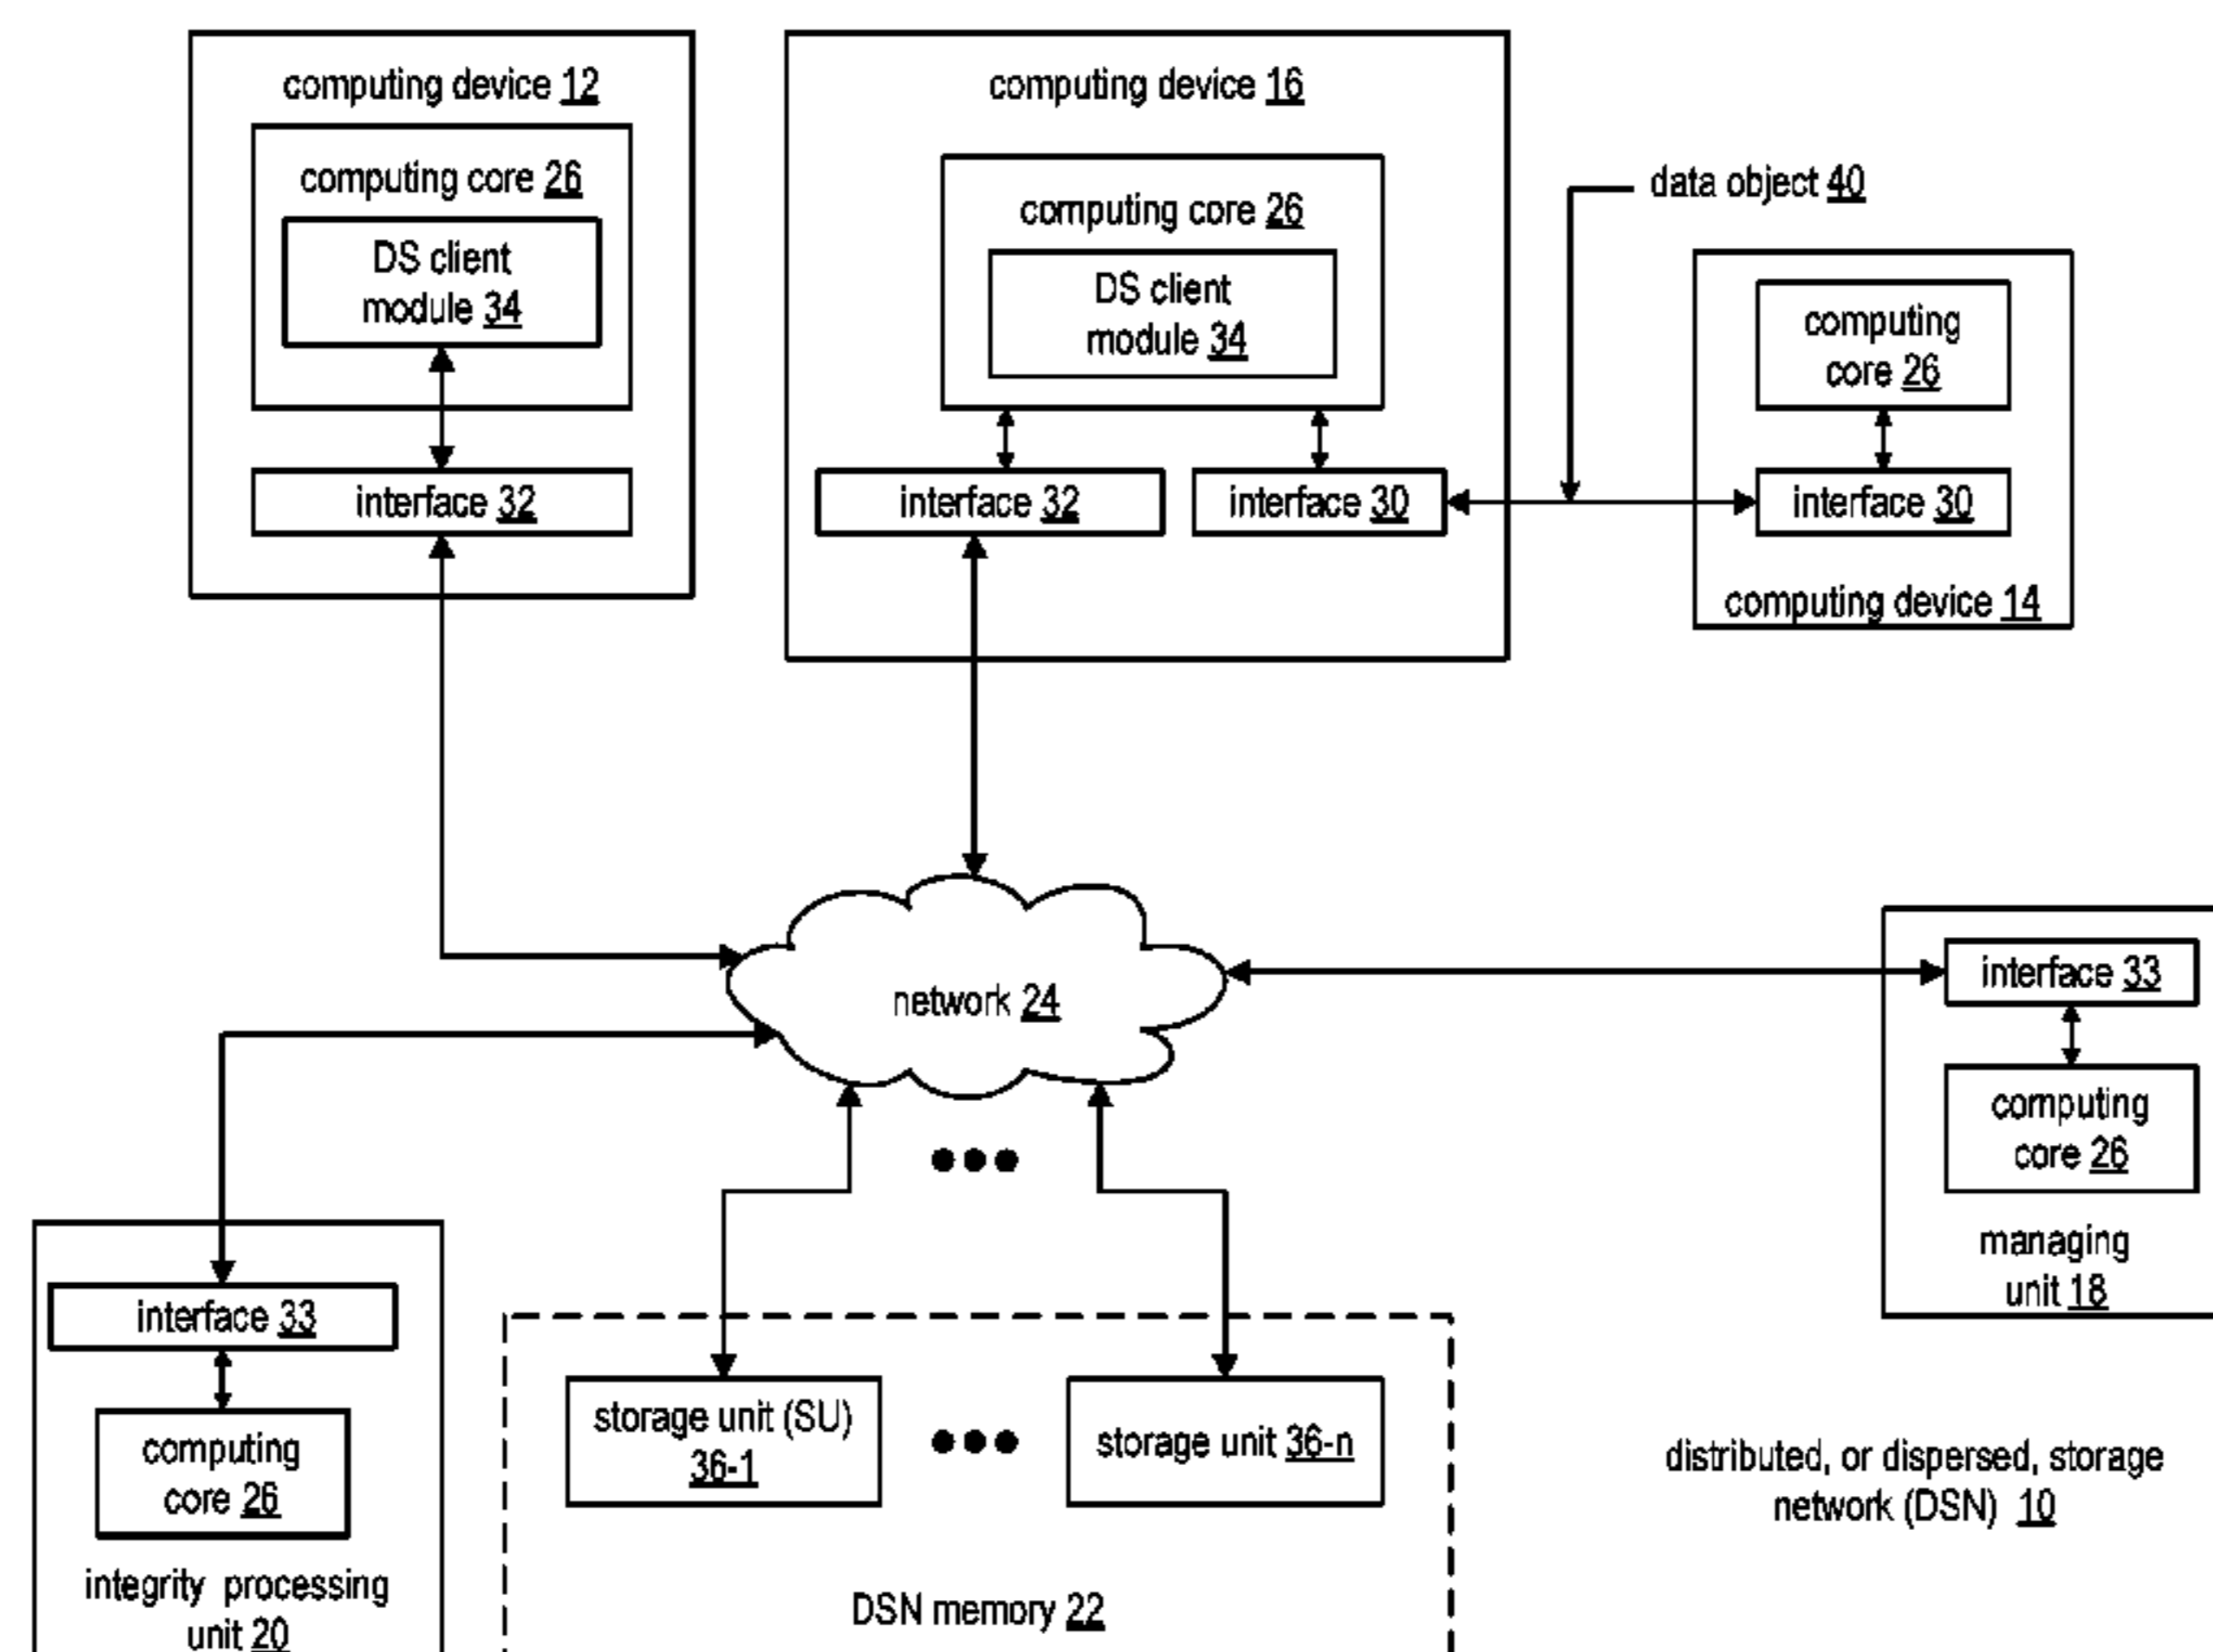 computing device 12
computing core 26
DS client
module 34
interface 32
computing device 16
computing core 26
DS client
module 34
interface 32
interface 30
data object 40
computing
core 26
interface 30
computing device 14
network 24
interface 33
computing
core 26
managing
unit 18
interface 33
computing
core 26
integrity processing
unit 20
storage unit (SU)
36-1
storage unit 36-n
DSN memory 22
distributed, or dispersed, storage
network (DSN) 10